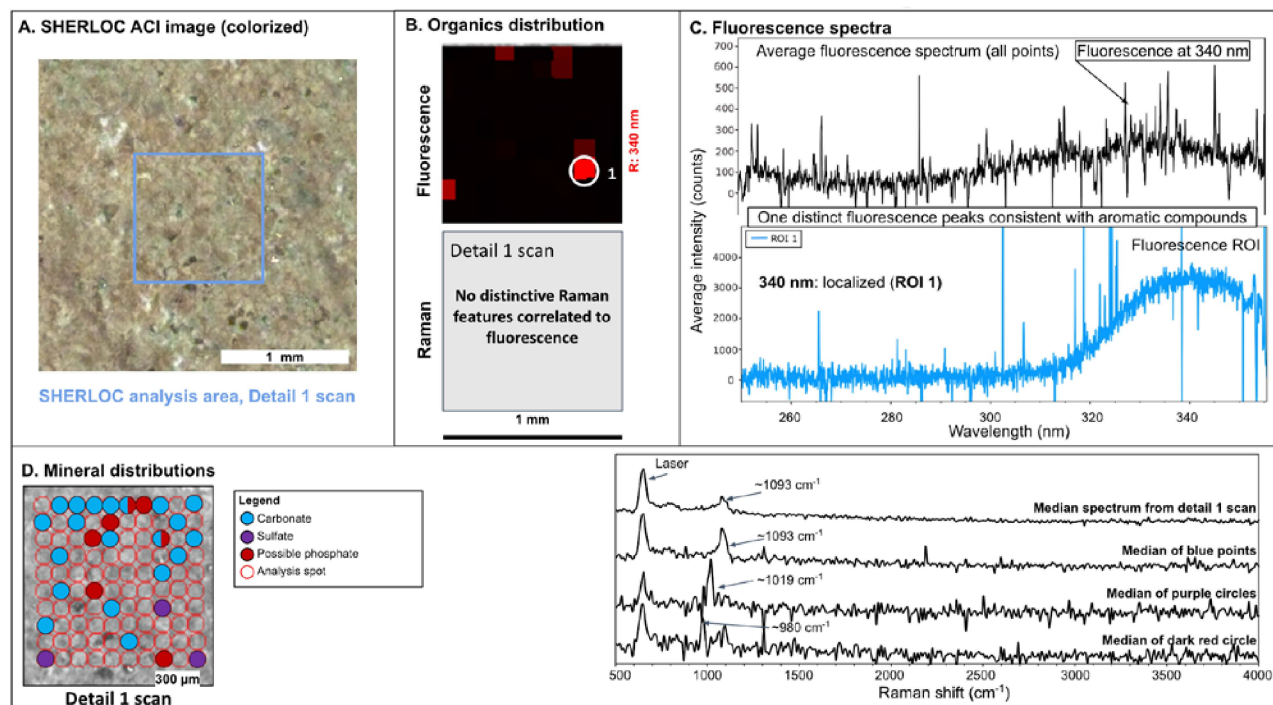 A. SHERLOC ACI image (colorized)
1 mm
SHERLOC analysis area, Detail 1 scan
B. Organics distribution
Fluorescence
1
R: 340 nm
Raman
Detail 1 scan
No distinctive Raman
features correlated to
fluorescence
1 mm
C. Fluorescence spectra
Average intensity (counts)
700
600
500
400
300
200
100
0
Average fluorescence spectrum (all points)
Fluorescence at 340 nm
One distinct fluorescence peaks consistent with aromatic compounds
ROI 1
Fluorescence ROI
340 nm: localized (ROI 1)
4000
3000
2000
1000
0
260 280 300 320 340
Wavelength (nm)
D. Mineral distributions
300 µm
Detail 1 scan
Legend
Carbonate
Sulfate
Possible phosphate
Analysis spot
Laser
~1093 cm⁻¹
Median spectrum from detail 1 scan
~1093 cm⁻¹
Median of blue points
~1019 cm⁻¹
Median of purple circles
~980 cm⁻¹
Median of dark red circle
500 1000 1500 2000 2500 3000 3500 4000
Raman shift (cm⁻¹)